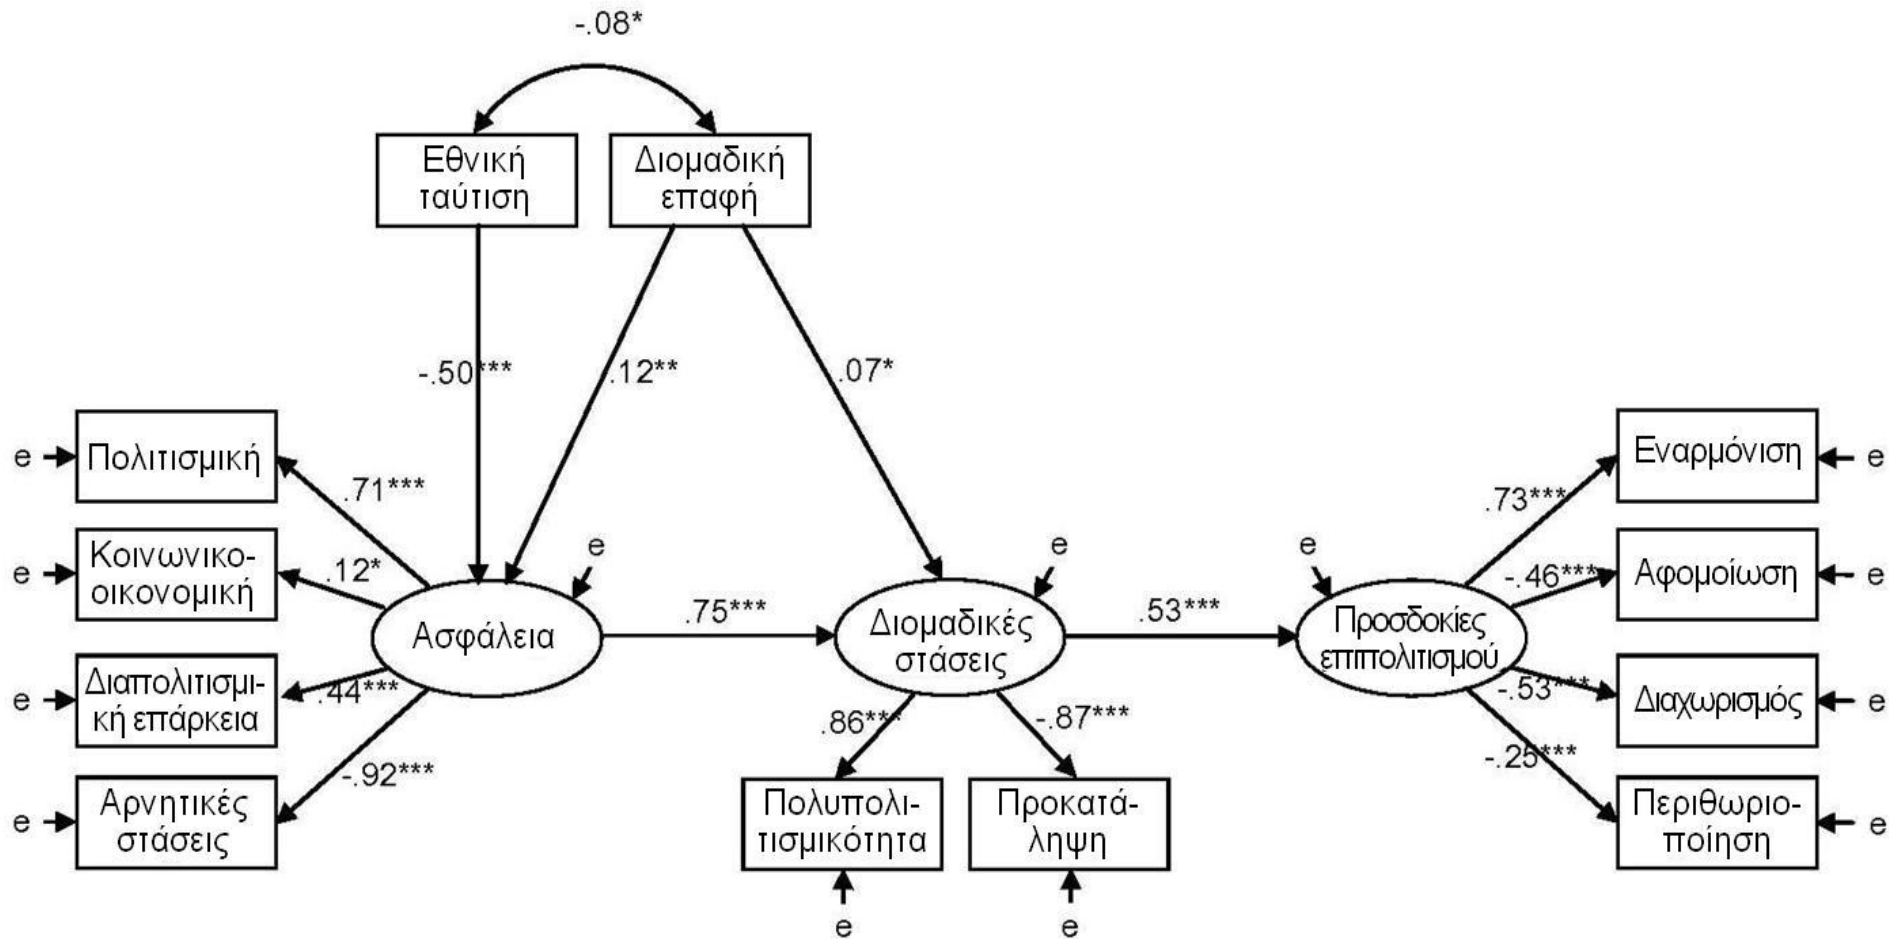 -.08*
Εθνική
ταύτιση
Διομαδική
επαφή
-.50***
.12**
.07*
e
Πολιτισμική
.71***
e
Κοινωνικο-
οικονομική
.12*
e
Διαπολιτισμι-
κή επάρκεια
.44***
e
Αρνητικές
στάσεις
-.92***
e
Ασφάλεια
.75***
e
Διομαδικές
στάσεις
.53***
e
Προσδοκίες
επιπολιτισμού
.86***
-.87***
Πολυπολι-
τισμικότητα
e
Προκατά-
ληψη
e
.73***
Εναρμόνιση
e
-.46***
Αφομοίωση
e
-.53***
Διαχωρισμός
e
-.25***
Περιθωριο-
ποίηση
e